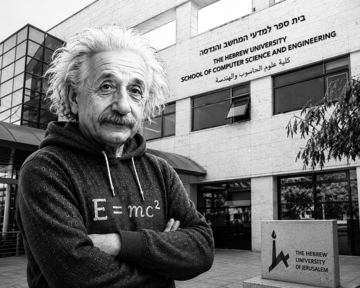 בית ספר למדעי המחשב והנדסה
THE HEBREW UNIVERSITY
SCHOOL OF COMPUTER SCIENCE AND ENGINEERING
كلية علوم الحاسوب والهندسة
E = mc²
THE HEBREW
UNIVERSITY
OF JERUSALEM